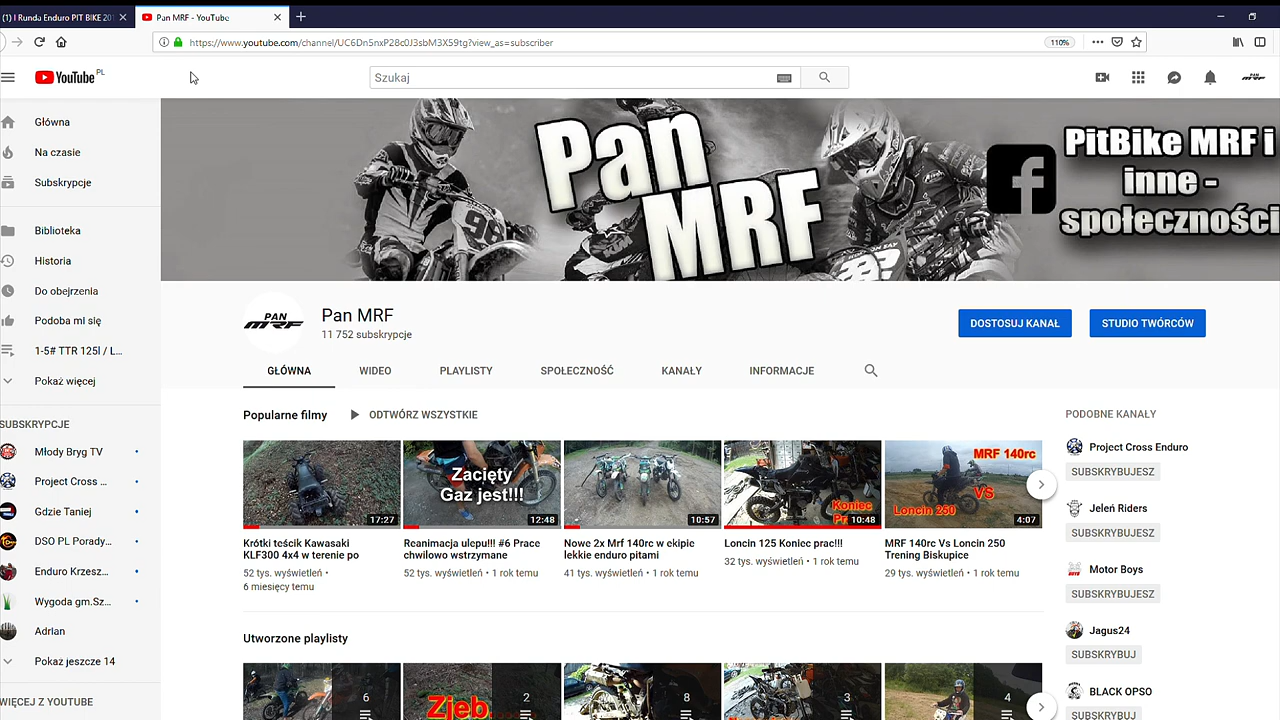 (1) I Runda Enduro PIT BIKE 201
Pan MRF - YouTube
https://www.youtube.com/channel/UC6Dn5nxP28c0J3sbM3X59tg?view_as=subscriber
110%
YouTube PL
Szukaj
PAN MRF
Główna
Na czasie
Subskrypcje
Biblioteka
Historia
Do obejrzenia
Podoba mi się
1-5# TTR 125l / L...
Pokaż więcej
SUBSKRYPCJE
Młody Bryg TV
Project Cross ...
Gdzie Taniej
DSO PL Porady...
Enduro Krzesz...
Wygoda gm.Sz...
Adrian
Pokaż jeszcze 14
WIĘCEJ Z YOUTUBE
Pan
MRF
PitBike MRF i
inne -
społeczności
PAN
MRF
Pan MRF
11 752 subskrypcje
DOSTOSUJ KANAŁ
STUDIO TWÓRCÓW
GŁÓWNA
WIDEO
PLAYLISTY
SPOŁECZNOŚĆ
KANAŁY
INFORMACJE
Popularne filmy
ODTWÓRZ WSZYSTKIE
17:27
Krótki teścik Kawasaki
KLF300 4x4 w terenie po
52 tys. wyświetleń •
6 miesięcy temu
Zacięty
Gaz jest!!!
12:48
Reanimacja ulepu!!! #6 Prace
chwilowo wstrzymane
52 tys. wyświetleń • 1 rok temu
10:57
Nowe 2x Mrf 140rc w ekipie
lekkie enduro pitami
41 tys. wyświetleń • 1 rok temu
Koniec
10:48
Loncin 125 Koniec prac!!!
32 tys. wyświetleń • 1 rok temu
MRF 140rc
VS
Loncin 250
4:07
MRF 140rc Vs Loncin 250
Trening Biskupice
29 tys. wyświetleń • 1 rok temu
Utworzone playlisty
6
Zjeb
2
8
3
4
PODOBNE KANAŁY
Project Cross Enduro
SUBSKRYBUJESZ
Jeleń Riders
SUBSKRYBUJESZ
Motor Boys
SUBSKRYBUJESZ
Jagus24
SUBSKRYBUJ
BLACK OPSO
SUBSKRYBUJ